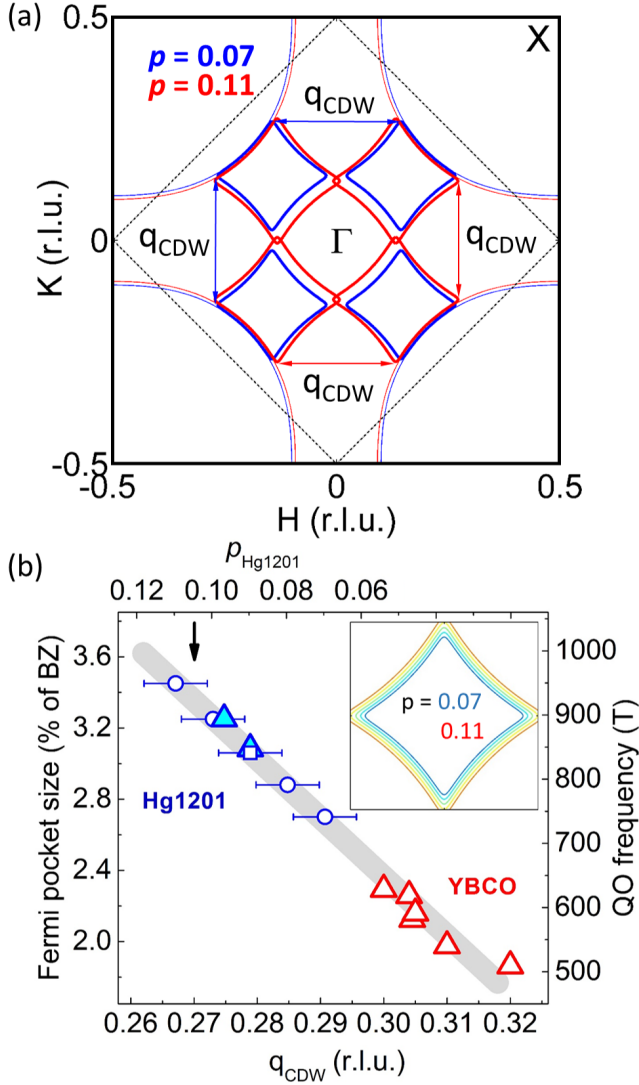 (a)
0.5
X
p = 0.07
p = 0.11
qCDW
K (r.l.u.)
0
qCDW
Γ
qCDW
qCDW
-0.5
-0.5
0
0.5
H (r.l.u.)
(b)
pHg1201
0.12
0.10
0.08
0.06
3.6
3.2
2.8
2.4
2.0
Fermi pocket size (% of BZ)
p = 0.07
0.11
Hg1201
YBCO
1000
900
800
700
600
500
QO frequency (T)
0.26
0.27
0.28
0.29
0.30
0.31
0.32
qCDW (r.l.u.)